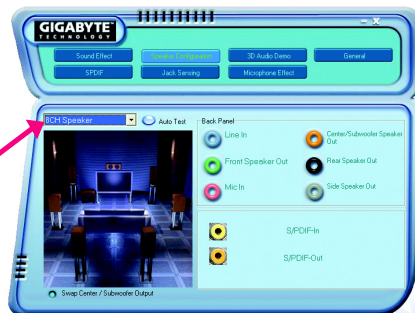 GIGABYTE™
TECHNOLOGY
Sound Effect
Speaker Configuration
3D Audio Demo
General
SPDIF
Jack Sensing
Microphone Effect
8CH Speaker
Auto Test
Back Panel
Line In
Center/Subwoofer Speaker Out
Front Speaker Out
Rear Speaker Out
Mic In
Side Speaker Out
S/PDIF-In
S/PDIF-Out
Swap Center / Subwoofer Output